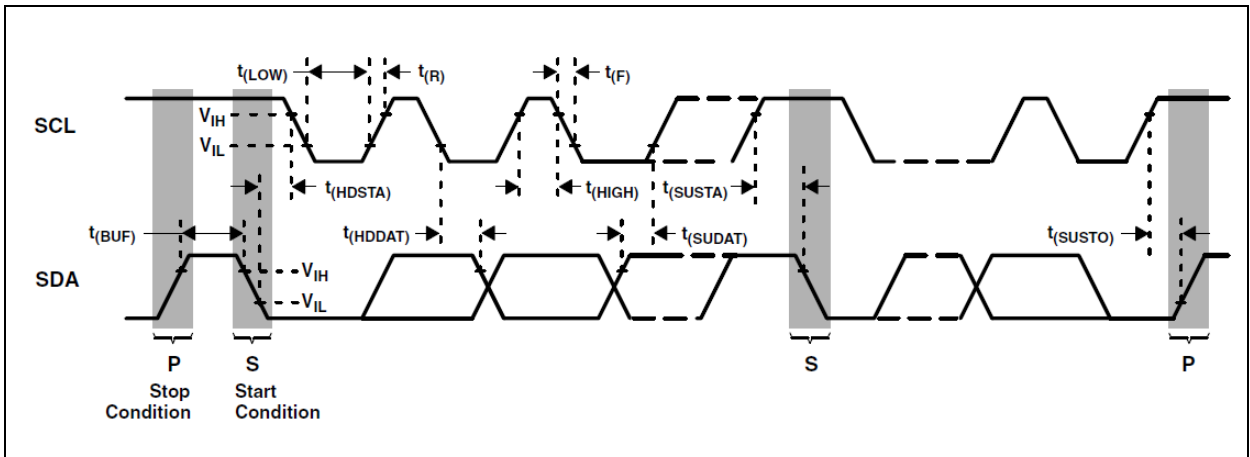 t(LOW)
t(R)
t(F)
SCL
VIH
VIL
t(HDSTA)
t(HIGH)
t(SUSTA)
t(BUF)
t(HDDAT)
t(SUDAT)
t(SUSTO)
SDA
VIH
VIL
P
S
S
P
Stop
Condition
Start
Condition